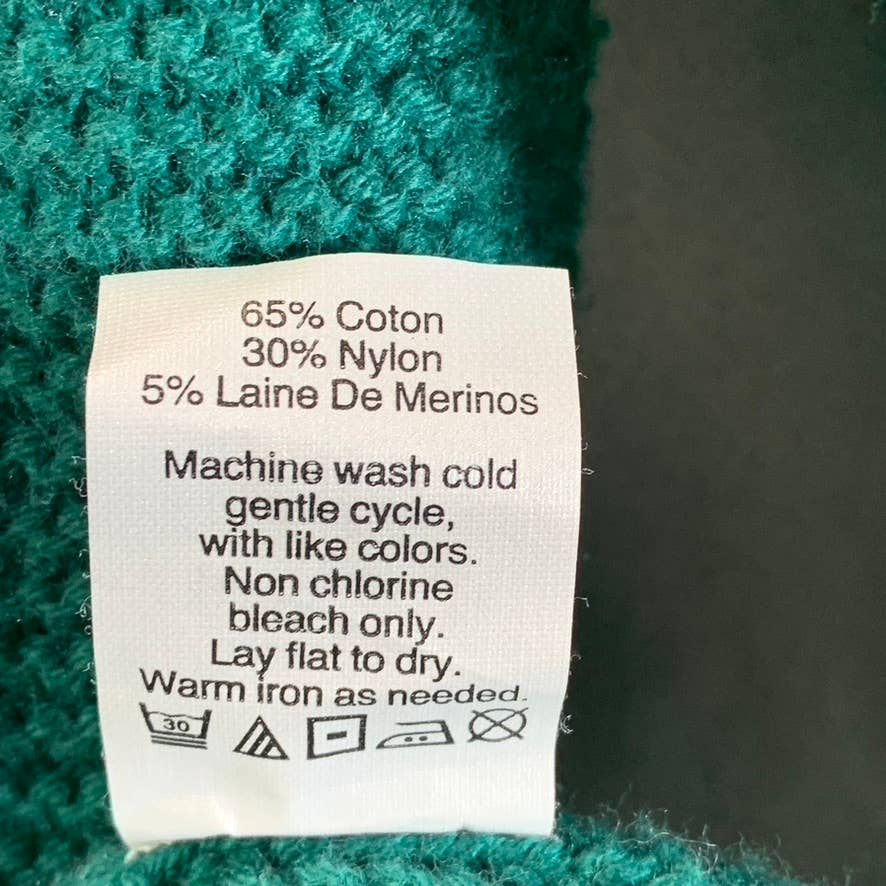 65% Coton
30% Nylon
5% Laine De Merinos
Machine wash cold
gentle cycle,
with like colors.
Non chlorine
bleach only.
Lay flat to dry.
Warm iron as needed.
30